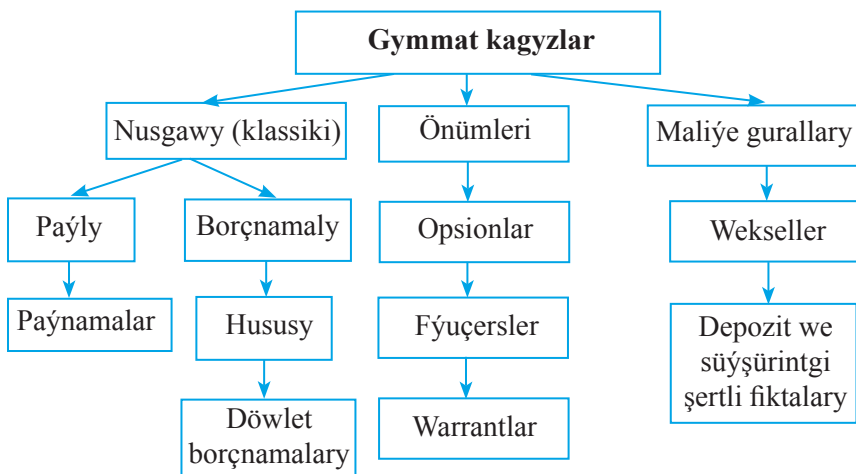 Gymmat kagyzlar
Nusgawy (klassiki)
Önümleri
Maliýe gurallary
Paýly
Borçnamaly
Opsionlar
Wekseller
Paýnamalar
Hususy
Fýuçersler
Depozit we
süýşürintgi
şertli fiktalary
Döwlet
borçnamalary
Warrantlar